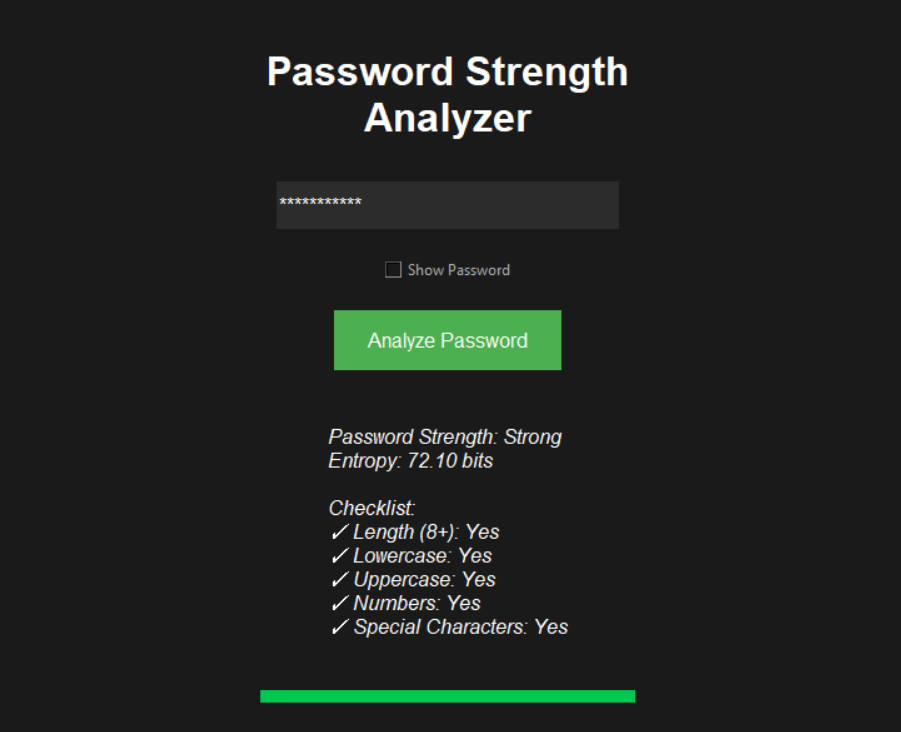 Password Strength
Analyzer
***********
Show Password
Analyze Password
Password Strength: Strong
Entropy: 72.10 bits
Checklist:
✓ Length (8+): Yes
✓ Lowercase: Yes
✓ Uppercase: Yes
✓ Numbers: Yes
✓ Special Characters: Yes